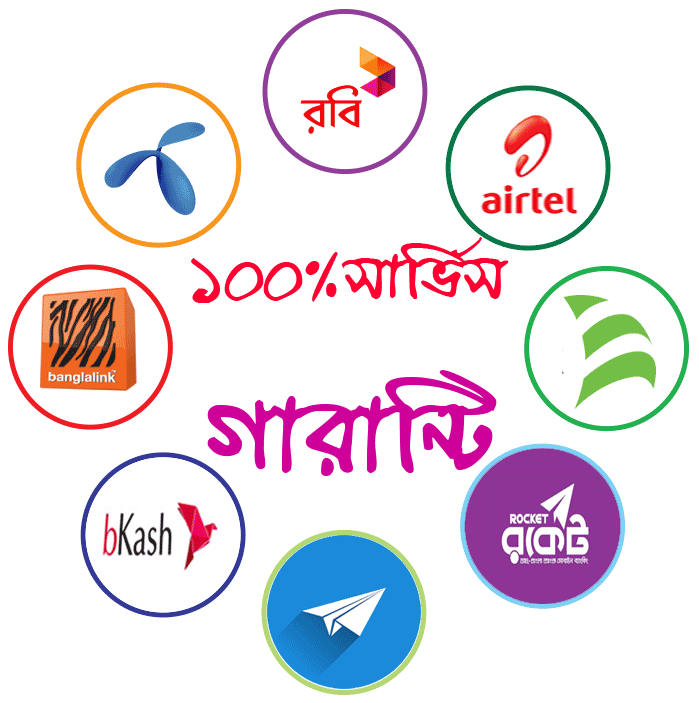 রবি
airtel
১০০% সার্ভিস
banglalink
গারান্টি
bKash
ROCKET
রকেট